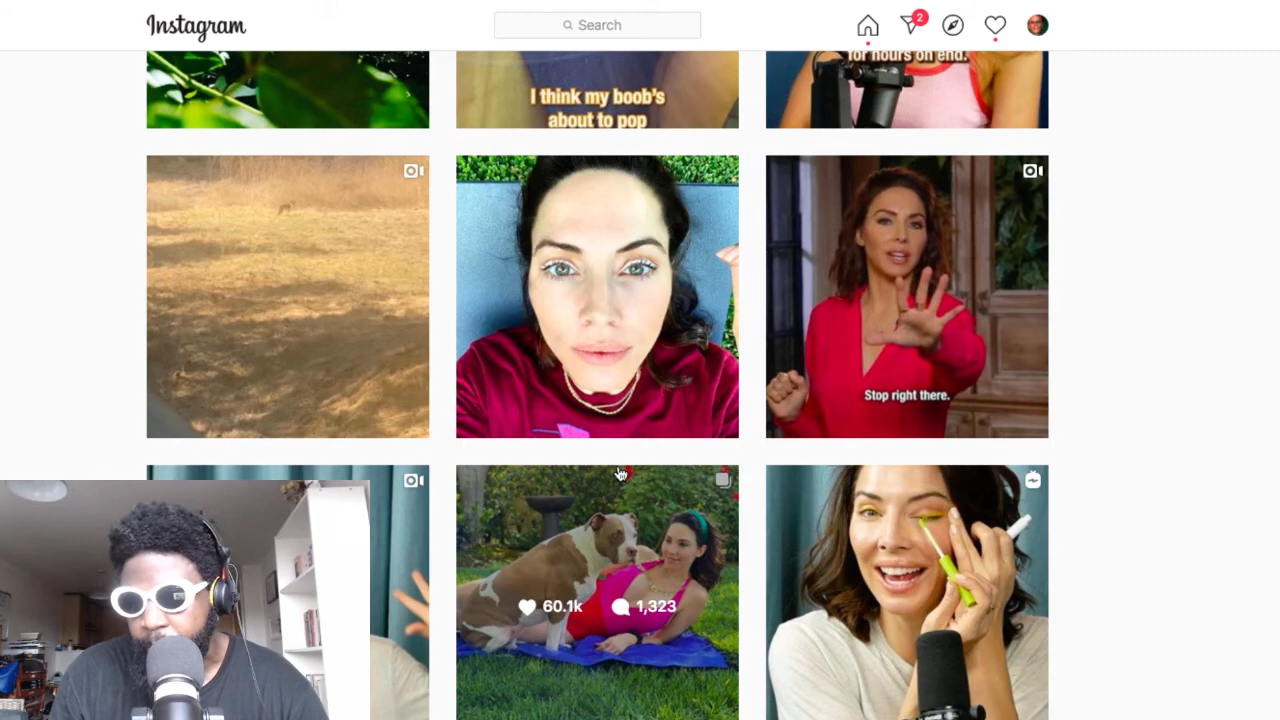 Instagram
Search
2
for hours on end.
I think my boob's
about to pop
Stop right there.
60.1k
1,323